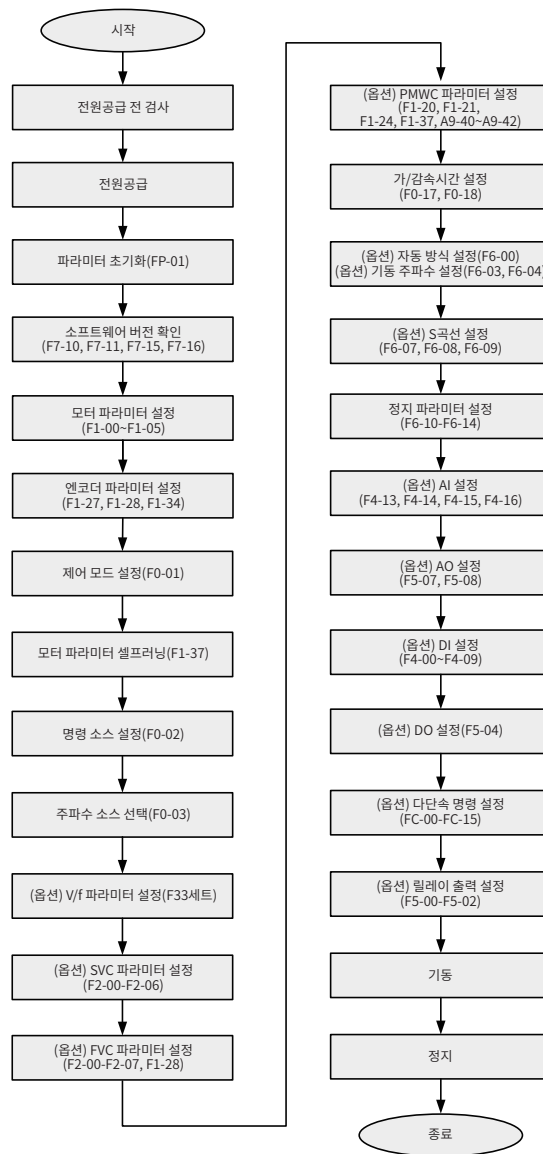 시작
전원공급 전 검사
전원공급
파라미터 초기화(FP-01)
소프트웨어 버전 확인
(F7-10, F7-11, F7-15, F7-16)
모터 파라미터 설정
(F1-00~F1-05)
엔코더 파라미터 설정
(F1-27, F1-28, F1-34)
제어 모드 설정(F0-01)
모터 파라미터 셀프러닝(F1-37)
명령 소스 설정(F0-02)
주파수 소스 선택(F0-03)
(옵션) V/f 파라미터 설정(F33세트)
(옵션) SVC 파라미터 설정
(F2-00-F2-06)
(옵션) FVC 파라미터 설정
(F2-00-F2-07, F1-28)
(옵션) PMWC 파라미터 설정
(F1-20, F1-21,
F1-24, F1-37, A9-40~A9-42)
가/감속시간 설정
(F0-17, F0-18)
(옵션) 자동 방식 설정(F6-00)
(옵션) 기동 주파수 설정(F6-03, F6-04)
(옵션) S곡선 설정
(F6-07, F6-08, F6-09)
정지 파라미터 설정
(F6-10-F6-14)
(옵션) AI 설정
(F4-13, F4-14, F4-15, F4-16)
(옵션) AO 설정
(F5-07, F5-08)
(옵션) DI 설정
(F4-00~F4-09)
(옵션) DO 설정(F5-04)
(옵션) 다단속 명령 설정
(FC-00-FC-15)
(옵션) 릴레이 출력 설정
(F5-00-F5-02)
기동
정지
종료